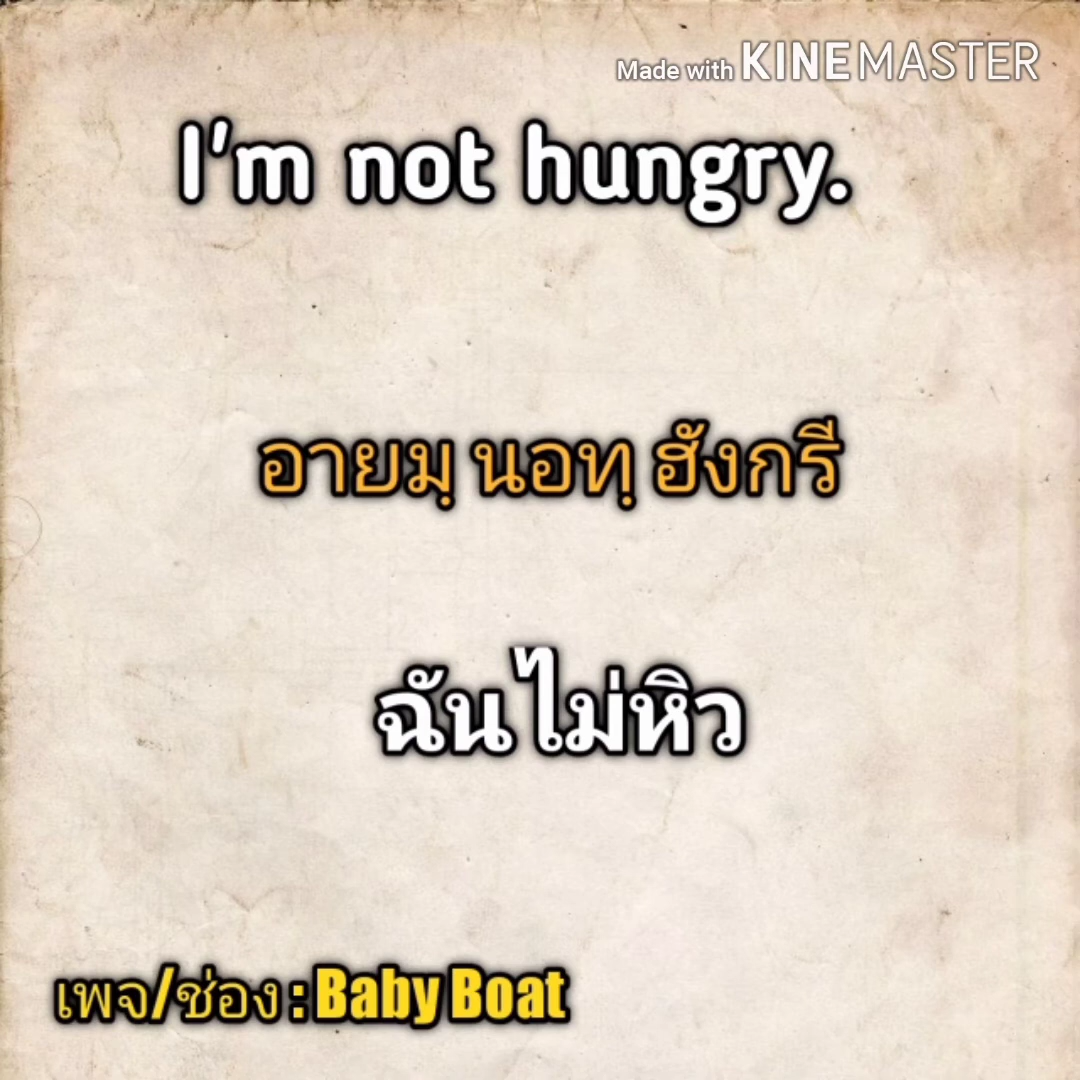 Made with KINEMASTER
I'm not hungry.
อายมฺ นอทฺ ฮังกรี
ฉันไม่หิว
เพจ/ช่อง : Baby Boat